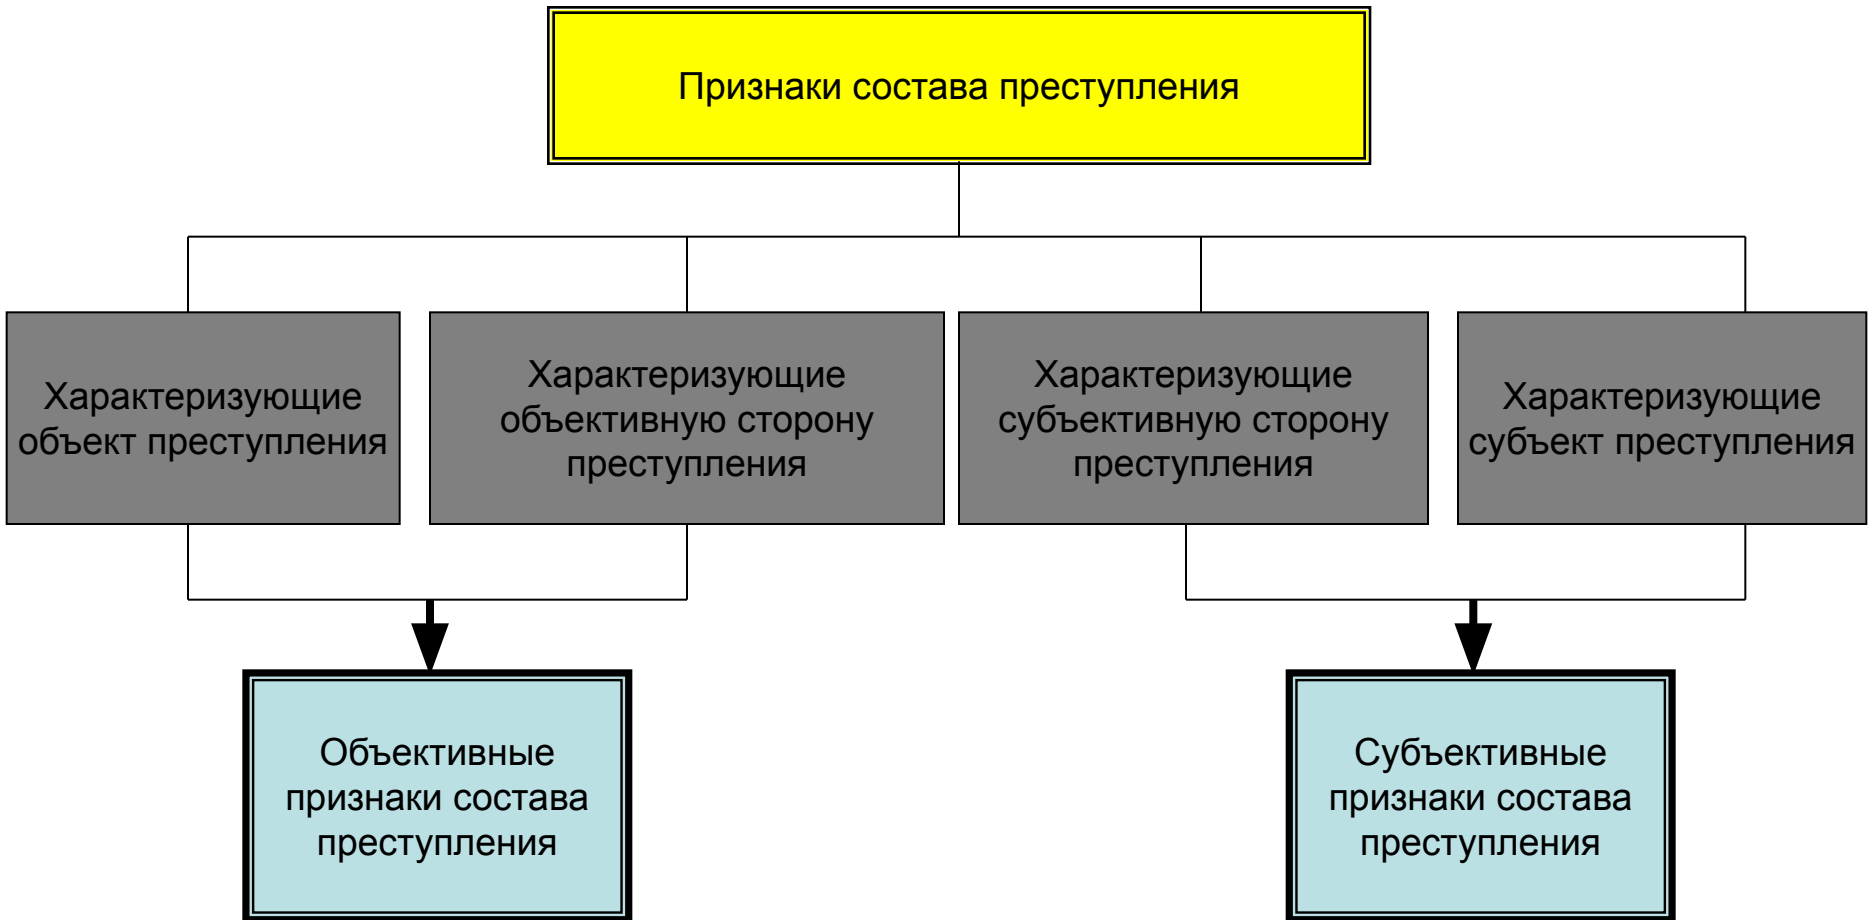 Признаки состава преступления
Характеризующие
объект преступления
Характеризующие
объективную сторону
преступления
Характеризующие
субъективную сторону
преступления
Характеризующие
субъект преступления
Объективные
признаки состава
преступления
Субъективные
признаки состава
преступления